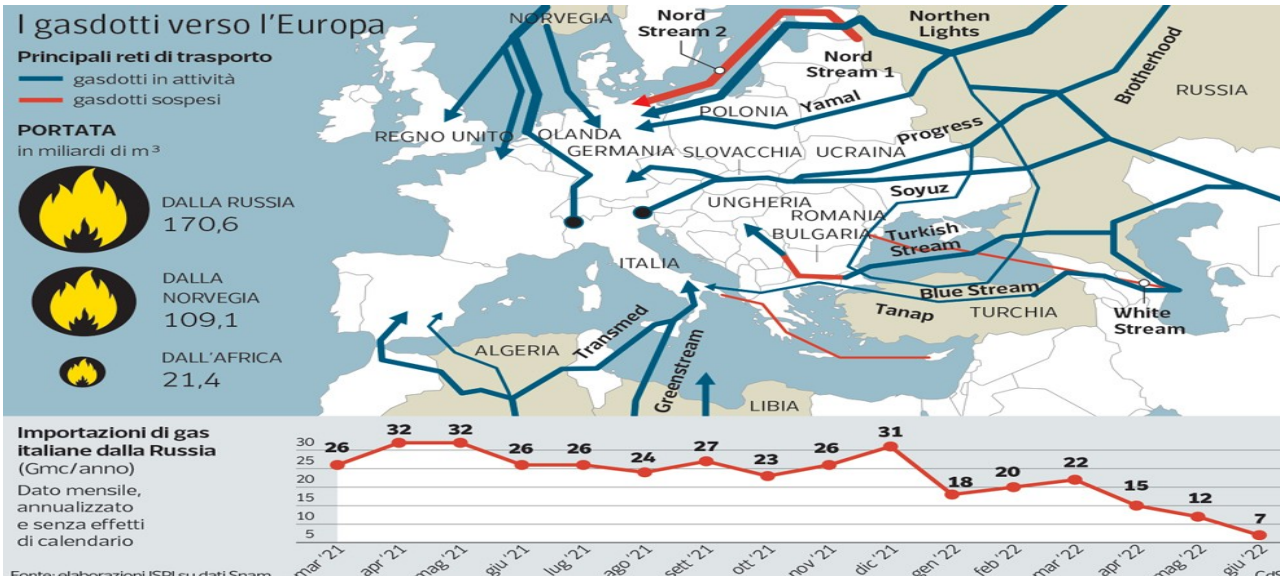 I gasdotti verso l'Europa
Principali reti di trasporto
gasdotti in attività
gasdotti sospesi
PORTATA
in miliardi di m³
DALLA RUSSIA
170,6
DALLA
NORVEGIA
109,1
DALL'AFRICA
21,4
NORVEGIA
Nord
Stream 2
Northen
Lights
Nord
Stream 1
Brotherhood
RUSSIA
POLONIA
Yamal
REGNO UNITO
OLANDA
GERMANIA
SLOVACCHIA
UCRAINA
Progress
Soyuz
UNGHERIA
ROMANIA
BULGARIA
Turkish
Stream
ITALIA
Blue Stream
Tanap
TURCHIA
White
Stream
ALGERIA
Transmed
Greenstream
LIBIA
Importazioni di gas
italiane dalla Russia
(Gmc/anno)
Dato mensile,
annualizzato
e senza effetti
di calendario
30
25
20
15
10
5
26
32
32
26
26
24
27
23
26
31
18
20
22
15
12
7
mar '21
apr '21
mag '21
giu '21
lug '21
ago '21
sett '21
ott '21
nov '21
dic '21
gen '22
feb '22
mar '22
apr '22
mag '22
giu '22
Fonte: elaborazioni ISPI su dati Snam